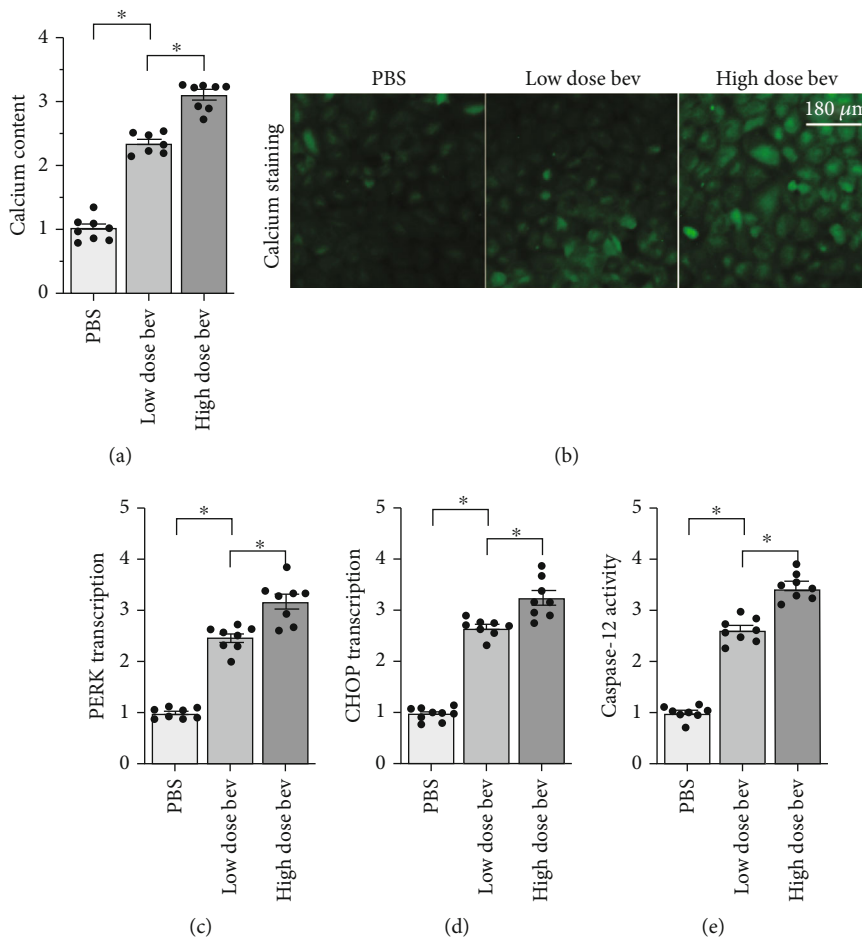 *
*
4
3
2
1
0
Calcium content
PBS
Low dose bev
High dose bev
(a)
PBS
Low dose bev
High dose bev
Calcium staining
180 μm
(b)
*
*
5
4
3
2
1
0
PERK transcription
PBS
Low dose bev
High dose bev
(c)
*
*
5
4
3
2
1
0
CHOP transcription
PBS
Low dose bev
High dose bev
(d)
*
*
5
4
3
2
1
0
Caspase-12 activity
PBS
Low dose bev
High dose bev
(e)